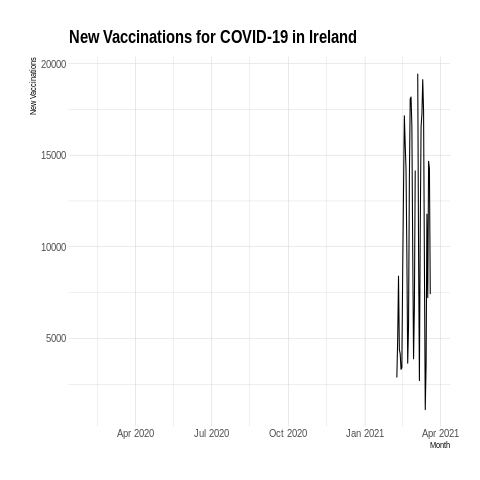 New Vaccinations for COVID-19 in Ireland
New Vaccinations
20000
15000
10000
5000
Apr 2020 Jul 2020 Oct 2020 Jan 2021 Apr 2021
Month